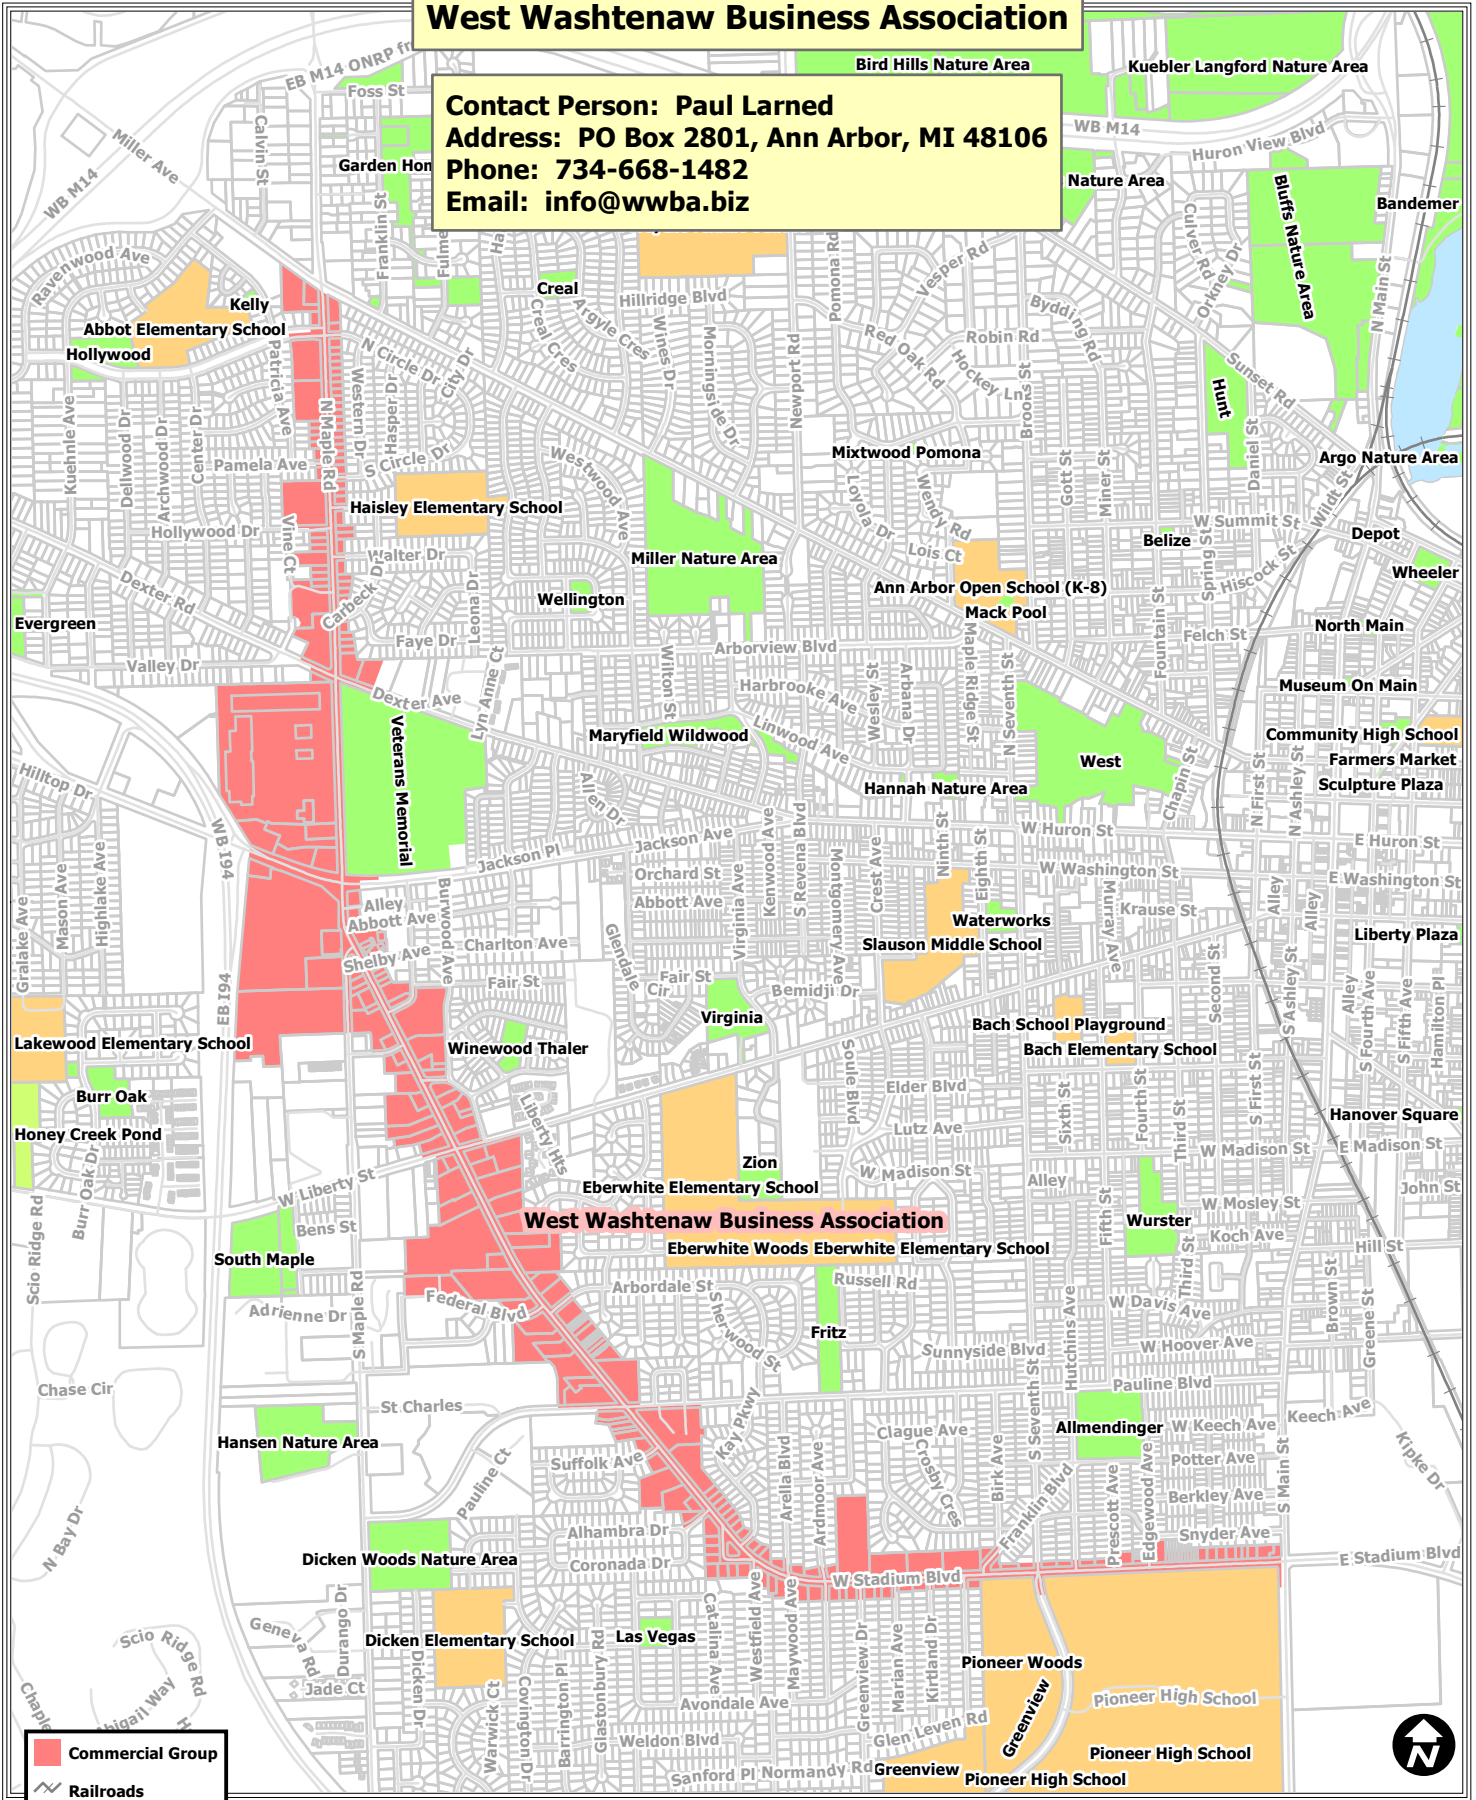 West Washtenaw Business Association
Contact Person: Paul Larned
Address: PO Box 2801, Ann Arbor, MI 48106
Phone: 734-668-1482
Email: info@wwba.biz
EB M14 ONRP
Foss St
Bird Hills Nature Area
Kuebler Langford Nature Area
WB M14
Huron View Blvd
Miller Ave
Calvin St
WB M14
Garden
Nature Area
Bluffs Nature Area
Bandemer
Franklin St
Culver Rd
Orkney Dr
N Main St
Ravenwood Ave
Pomona Rd
Vesper Rd
Kelly
Creal
Hillridge Blvd
Abbot Elementary School
Hollywood
Creal Cres
Argyle Cres
Wines Dr
Morningside Dr
Newport Rd
Red Oak Rd
Robin Rd
Bydding Rd
Hockey Ln
Brooks St
Sunset Rd
Hunt
N Circle Dr
City Dr
Patricia Ave
Western Dr
Hasper Dr
N Maple Rd
S Circle Dr
Kuehnle Ave
Dellwood Dr
Archwood Dr
Center Dr
Pamela Ave
Westwood Ave
Mixtwood Pomona
Argo Nature Area
Daniel St
Gott St
Miner St
Wildt St
Loyola Dr
Wendy Rd
Haisley Elementary School
Hollywood Dr
Vine Ct
Walter Dr
Miller Nature Area
Lois Ct
W Summit St
Belize
Depot
Spring St
Hiscock St
Wheeler
Dexter Rd
Carbeck Dr
Leona Dr
Wellington
Ann Arbor Open School (K-8)
Mack Pool
Evergreen
Faye Dr
Fountain St
Felch St
North Main
Valley Dr
Arborview Blvd
Lyn Anne Ct
Wilton St
Harbrooke Ave
Wesley St
Arbana Dr
Maple Ridge St
N Seventh St
Museum On Main
Dexter Ave
Veterans Memorial
Maryfield Wildwood
Linwood Ave
West
Community High School
Farmers Market
Sculpture Plaza
Hilltop Dr
Allen Dr
Hannah Nature Area
Chapin St
N First St
N Ashley St
WB I94
Jackson Pl
Jackson Ave
W Huron St
E Huron St
Orchard St
Abbott Ave
Virginia Ave
Kenwood Ave
S Revena Blvd
Montgomery Ave
Crest Ave
Ninth St
Eighth St
W Washington St
E Washington St
Murray Ave
Krause St
Alley
Alley
Gralake Ave
Mason Ave
Highlake Ave
Alley
Abbott Ave
Burwood Ave
Charlton Ave
Shelby Ave
Glendale
Cir
Fair St
Fair St
Bemidji Dr
Waterworks
Slauson Middle School
Liberty Plaza
Second St
S Ashley St
Alley
S Fourth Ave
S Fifth Ave
Hamilton Pl
EB I94
Virginia
Bach School Playground
Bach Elementary School
Lakewood Elementary School
Winewood Thaler
Soule Blvd
Elder Blvd
Burr Oak
Liberty Hts
Sixth St
Fourth St
Third St
S First St
Honey Creek Pond
Lutz Ave
Hanover Square
W Madison St
E Madison St
Zion
W Madison St
Alley
Eberwhite Elementary School
W Liberty St
Bens St
Burr Oak Dr
Scio Ridge Rd
Fifth St
W Mosley St
John St
West Washtenaw Business Association
Wurster
Koch Ave
Hill St
Eberwhite Woods Eberwhite Elementary School
South Maple
Third St
Arbordale St
Russell Rd
Federal Blvd
Adrienne Dr
S Maple Rd
Sherwood St
Fritz
Hutchins Ave
W Davis Ave
Brown St
Greene St
Sunnyside Blvd
W Hoover Ave
Chase Cir
St Charles
Pauline Blvd
Kay Pkwy
S Seventh St
Allmendinger
W Keech Ave
Keech Ave
Hansen Nature Area
Clague Ave
Suffolk Ave
Arella Blvd
Ardmoor Ave
Crosby Cres
Birk Ave
Potter Ave
S Main St
Kipke Dr
Pauline Ct
Franklin Blvd
Berkley Ave
Prescott Ave
Edgewood Ave
N Bay Dr
Alhambra Dr
Snyder Ave
Dicken Woods Nature Area
Coronada Dr
E Stadium Blvd
W Stadium Blvd
Durango Dr
Geneva Rd
Scio Ridge Rd
Dicken Elementary School
Las Vegas
Catalina Ave
Westfield Ave
Maywood Ave
Greenview Dr
Marian Ave
Kirtland Dr
Pioneer Woods
Jade Ct
Dicken Dr
Warwick Ct
Covington Dr
Barrington Pl
Glastonbury Rd
Avondale Ave
Greenview
Pioneer High School
Abigail Way
Weldon Blvd
Glen Leven Rd
Pioneer High School
Sanford Pl
Normandy Rd
Greenview
Pioneer High School
Commercial Group
Railroads
N